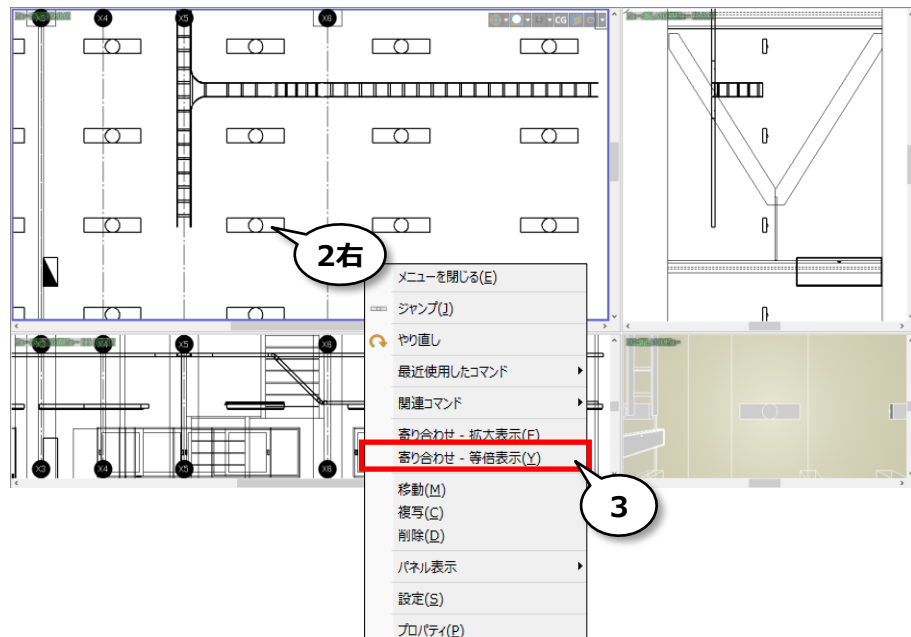 X4
X5
X6
CG
2右
メニューを閉じる(E)
ジャンプ(J)
やり直し
最近使用したコマンド
関連コマンド
寄り合わせ - 拡大表示(F)
寄り合わせ - 等倍表示(Y)
移動(M)
複写(C)
削除(D)
パネル表示
設定(S)
プロパティ(P)
3
X5
X6
X3
X4
X5
X6